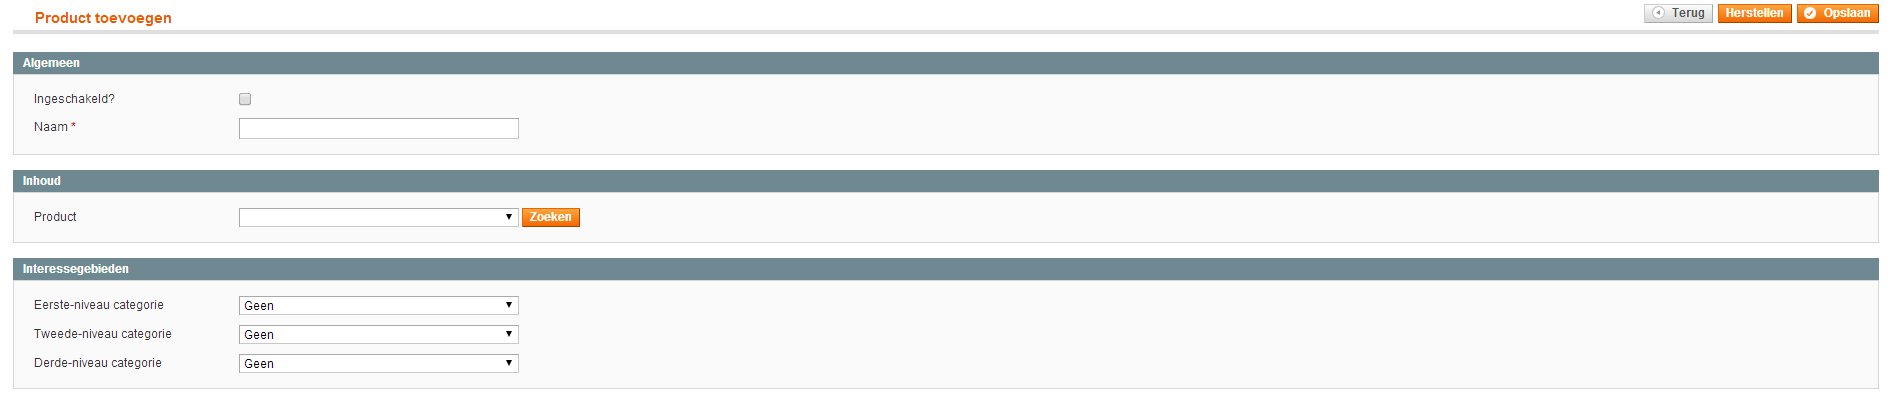 Product toevoegen
Terug
Herstellen
Opslaan
Algemeen
Ingeschakeld?
Naam *
Inhoud
Product
Zoeken
Interessegebieden
Eerste-niveau categorie
Geen
Tweede-niveau categorie
Geen
Derde-niveau categorie
Geen